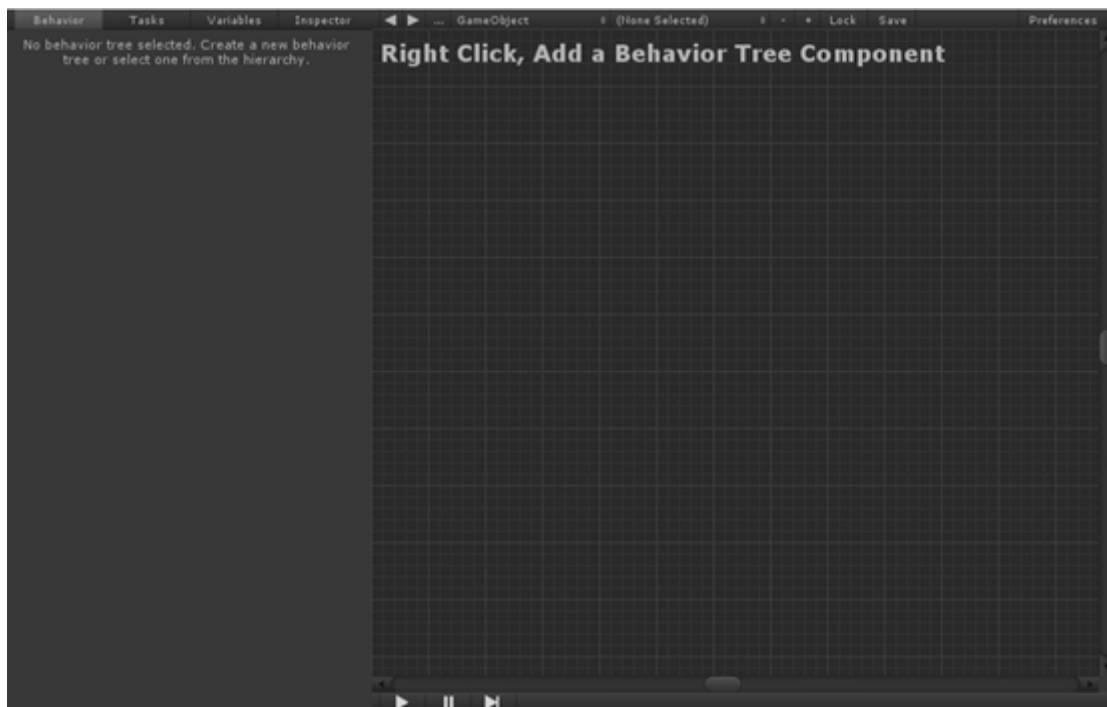 Behavior Tasks Variables Inspector ... GameObject (None Selected) - + Lock Save Preferences
No behavior tree selected. Create a new behavior
tree or select one from the hierarchy.
Right Click, Add a Behavior Tree Component